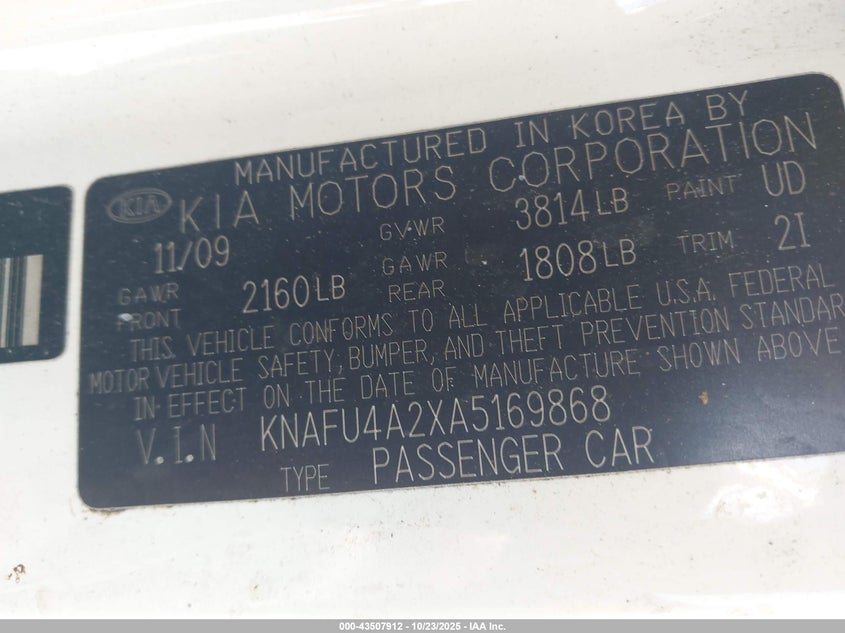 MANUFACTURED IN KOREA BY
KIA KIA MOTORS CORPORATION
11/09 GVWR 3814LB PAINT UD
GAWR FRONT 2160LB GAWR REAR 1808LB TRIM 2I
THIS VEHICLE CONFORMS TO ALL APPLICABLE U.S.A. FEDERAL
MOTOR VEHICLE SAFETY, BUMPER, AND THEFT PREVENTION STANDAR
IN EFFECT ON THE DATE OF MANUFACTURE SHOWN ABOVE
V.I.N KNAFU4A2XA5169868
TYPE PASSENGER CAR
000-43507912 - 10/23/2025 - IAA Inc.